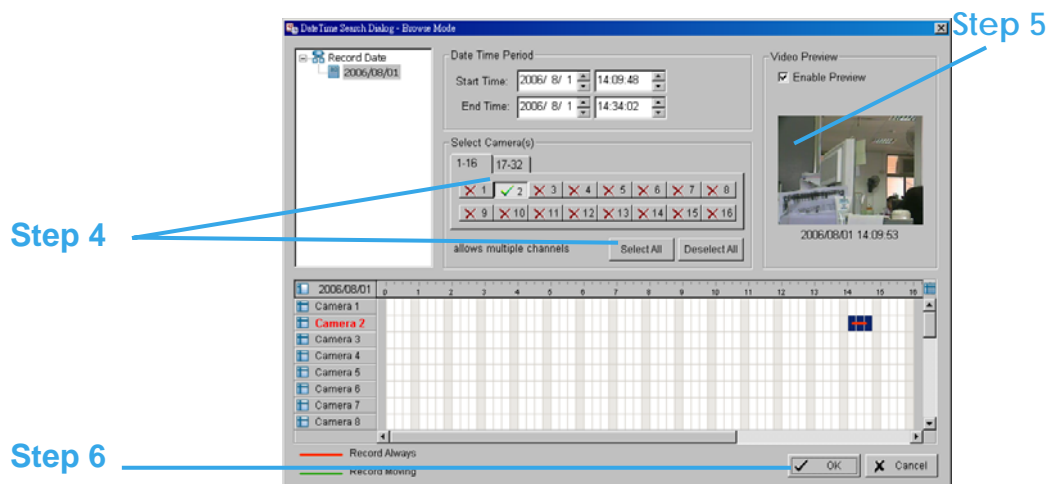 DateTime Search Dialog - Browse Mode
Step 5
Record Date
2006/08/01
Date Time Period
Start Time: 2006/ 8/ 1 14:09:48
End Time: 2006/ 8/ 1 14:34:02
Select Camera(s)
1-16 17-32
1 2 3 4 5 6 7 8
9 10 11 12 13 14 15 16
allows multiple channels Select All Deselect All
Video Preview
Enable Preview
2006/08/01 14:09:53
Step 4
2006/08/01 0 1 2 3 4 5 6 7 8 9 10 11 12 13 14 15 16
Camera 1
Camera 2
Camera 3
Camera 4
Camera 5
Camera 6
Camera 7
Camera 8
Step 6
Record Always
Record Moving
OK Cancel